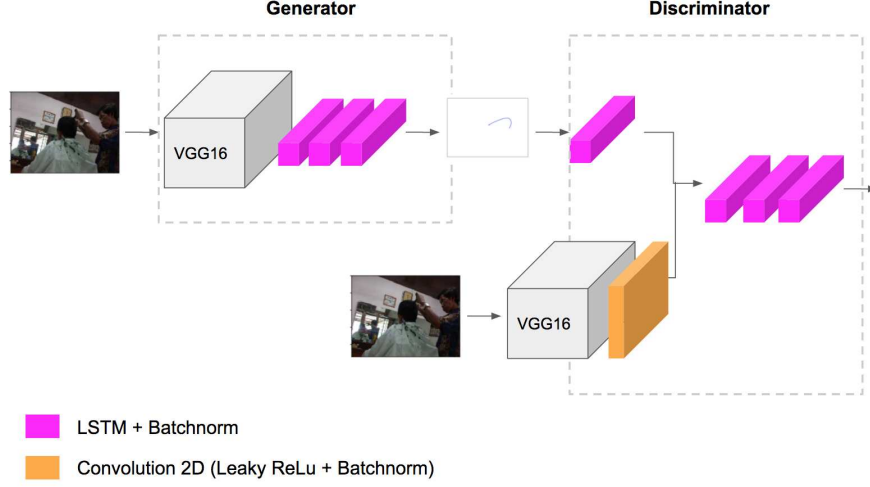 Generator
Discriminator
VGG16
VGG16
LSTM + Batchnorm
Convolution 2D (Leaky ReLu + Batchnorm)